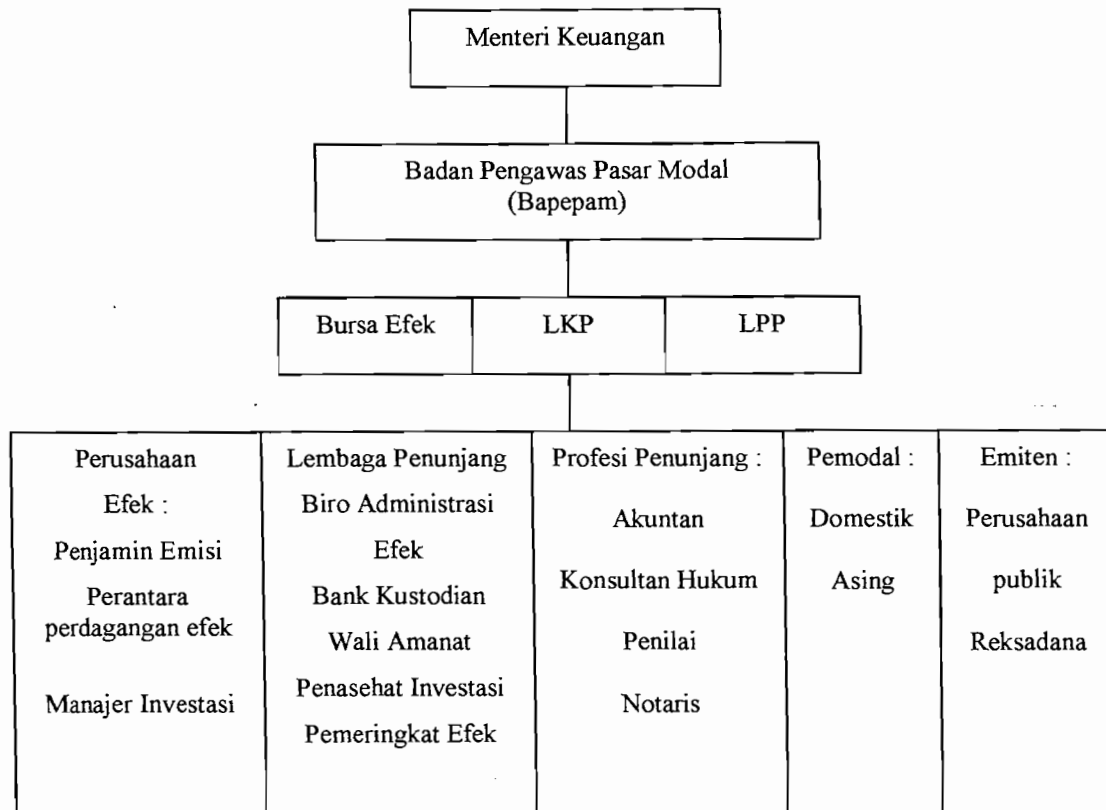 Menteri Keuangan
Badan Pengawas Pasar Modal
(Bapepam)
Bursa Efek
LKP
LPP
Perusahaan
Efek :
Penjamin Emisi
Perantara
perdagangan efek
Manajer Investasi
Lembaga Penunjang
Biro Administrasi
Efek
Bank Kustodian
Wali Amanat
Penasehat Investasi
Pemeringkat Efek
Profesi Penunjang :
Akuntan
Konsultan Hukum
Penilai
Notaris
Pemodal :
Domestik
Asing
Emiten :
Perusahaan
publik
Reksadana